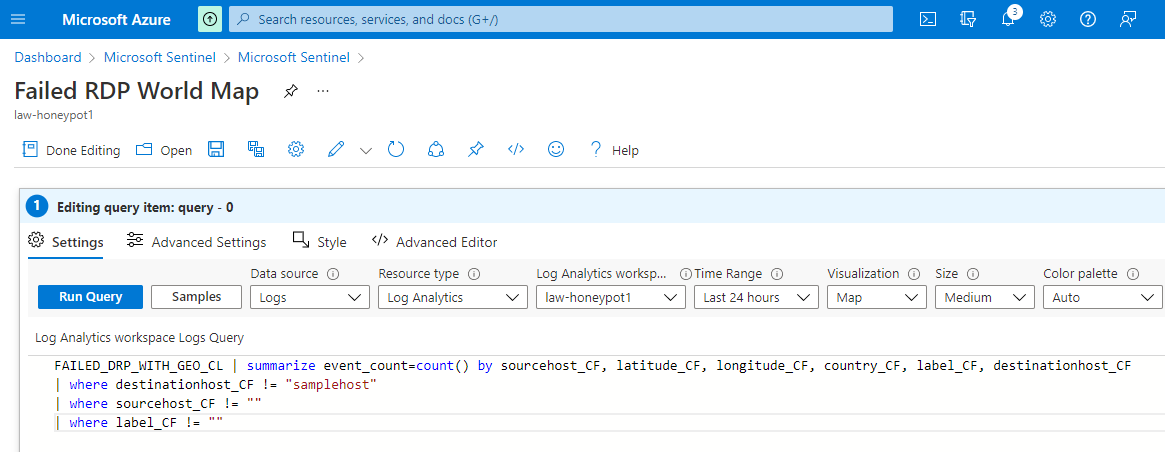 Microsoft Azure
Search resources, services, and docs (G+/)
3
Dashboard > Microsoft Sentinel > Microsoft Sentinel >
Failed RDP World Map
...
law-honeypot1
Done Editing Open </> ? Help
1 Editing query item: query - 0
Settings Advanced Settings Style </> Advanced Editor
Data source Resource type Log Analytics worksp... Time Range Visualization Size Color palette
Run Query Samples Logs Log Analytics law-honeypot1 Last 24 hours Map Medium Auto
Log Analytics workspace Logs Query
FAILED_DRP_WITH_GEO_CL | summarize event_count=count() by sourcehost_CF, latitude_CF, longitude_CF, country_CF, label_CF, destinationhost_CF
| where destinationhost_CF != "samplehost"
| where sourcehost_CF != ""
| where label_CF != ""